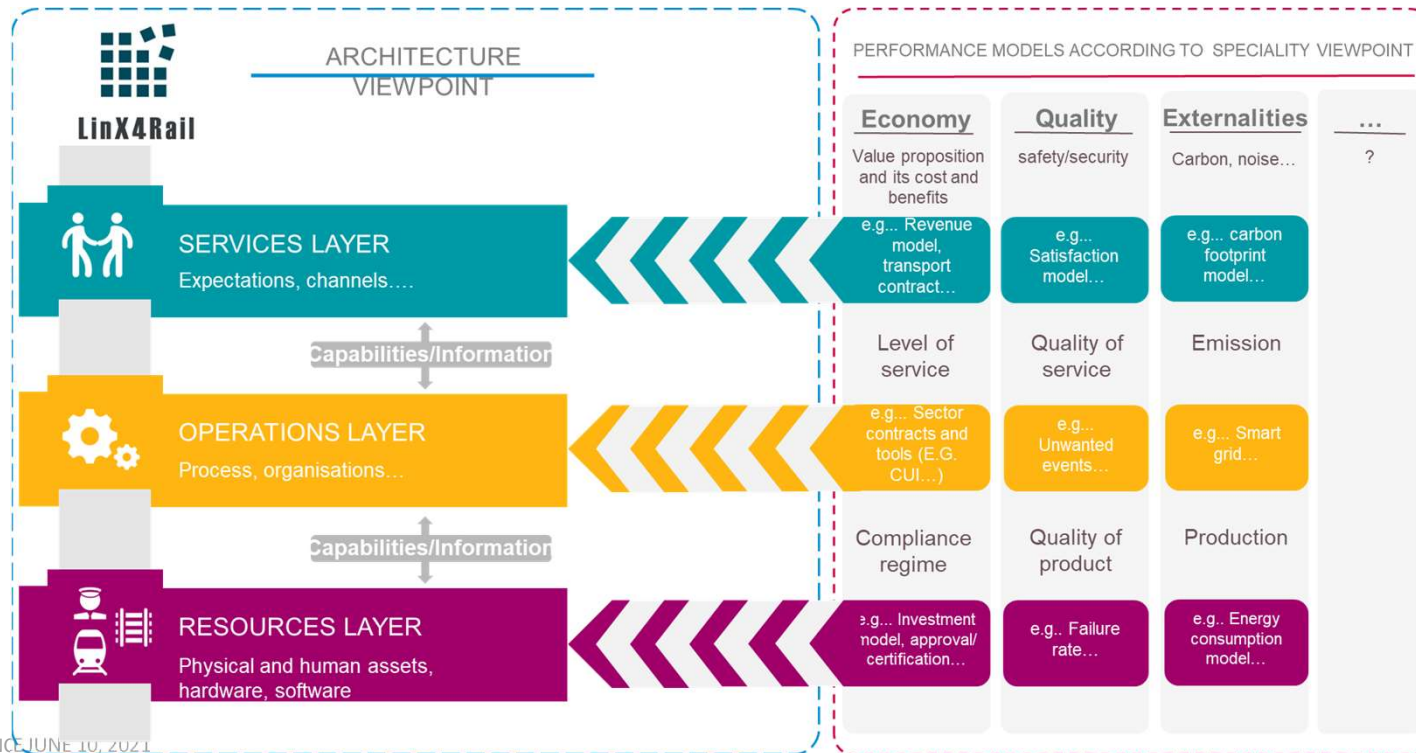 LinX4Rail
ARCHITECTURE
VIEWPOINT
SERVICES LAYER
Expectations, channels….
Capabilities/Information
OPERATIONS LAYER
Process, organisations…
Capabilities/Information
RESOURCES LAYER
Physical and human assets,
hardware, software
JUNE 10, 2021
PERFORMANCE MODELS ACCORDING TO SPECIALITY VIEWPOINT
Economy
Value proposition
and its cost and
benefits
e.g... Revenue
model,
transport
contract…
Level of
service
e.g... Sector
contracts and
tools (E.G.
CUI…)
Compliance
regime
e.g... Investment
model, approval/
certification…
Quality
safety/security
e.g...
Satisfaction
model…
Quality of
service
e.g...
Unwanted
events…
Quality of
product
e.g.. Failure
rate…
Externalities
Carbon, noise…
e.g... carbon
footprint
model…
Emission
e.g... Smart
grid…
Production
e.g.. Energy
consumption
model…
…
?